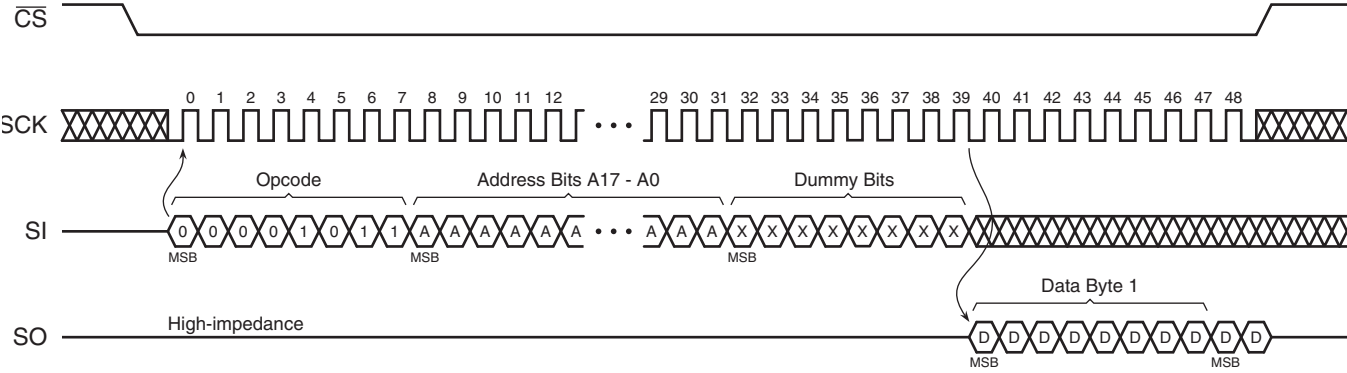 CS
0 1 2 3 4 5 6 7 8 9 10 11 12 29 30 31 32 33 34 35 36 37 38 39 40 41 42 43 44 45 46 47 48
SCK • • •
Opcode Address Bits A17 - A0 Dummy Bits
SI 0 0 0 0 1 0 1 1 A A A A A A • • • A A A X X X X X X X X
MSB MSB MSB
Data Byte 1
High-impedance
SO D D D D D D D D D D
MSB MSB